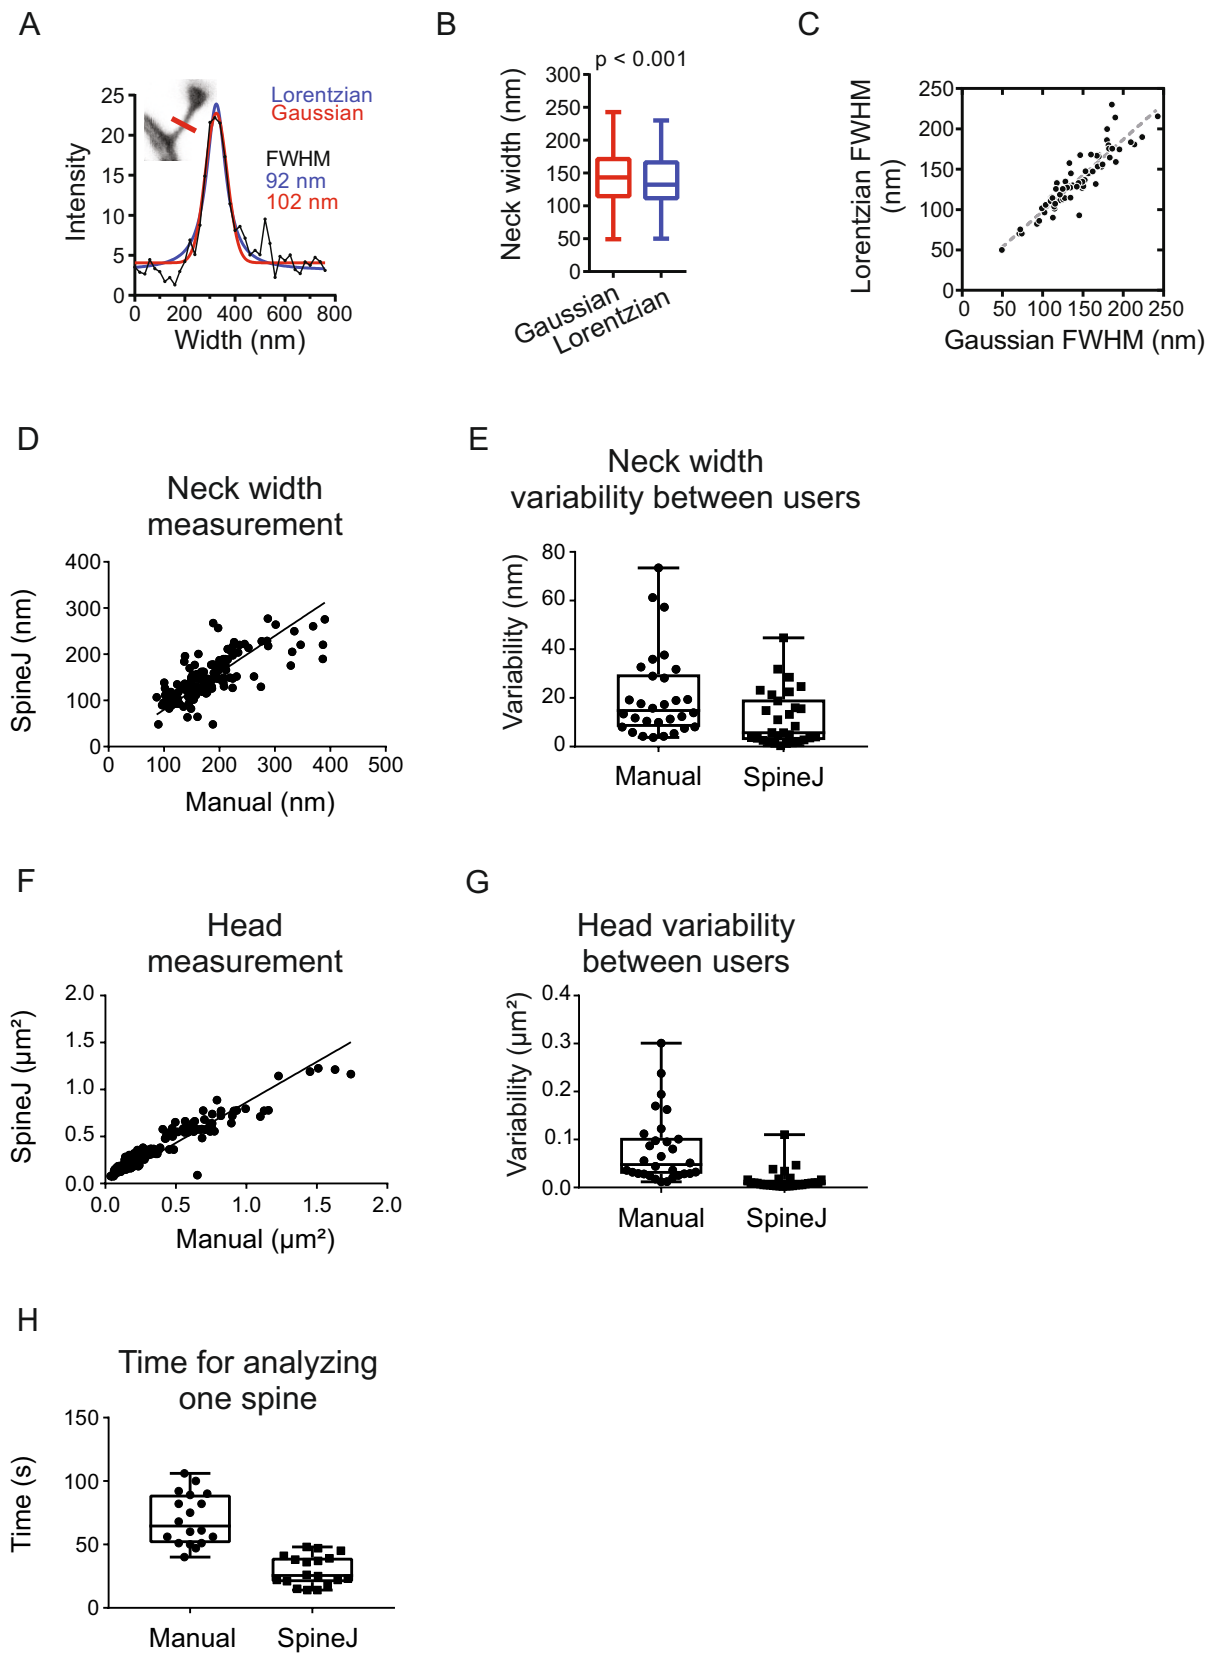 A
Lorentzian
Gaussian
FWHM
92 nm
102 nm
25
20
15
10
5
0
Intensity
0 200 400 600 800
Width (nm)
B
p < 0.001
300
250
200
150
100
50
0
Neck width (nm)
Gaussian
Lorentzian
C
250
200
150
100
50
0
Lorentzian FWHM
(nm)
0 50 100 150 200 250
Gaussian FWHM (nm)
D
Neck width
measurement
400
300
200
100
0
SpineJ (nm)
0 100 200 300 400 500
Manual (nm)
E
Neck width
variability between users
80
60
40
20
0
Variability (nm)
Manual SpineJ
F
Head
measurement
2.0
1.5
1.0
0.5
0.0
SpineJ (µm²)
0.0 0.5 1.0 1.5 2.0
Manual (µm²)
G
Head variability
between users
0.4
0.3
0.2
0.1
0.0
Variability (µm²)
Manual SpineJ
H
Time for analyzing
one spine
150
100
50
0
Time (s)
Manual SpineJ